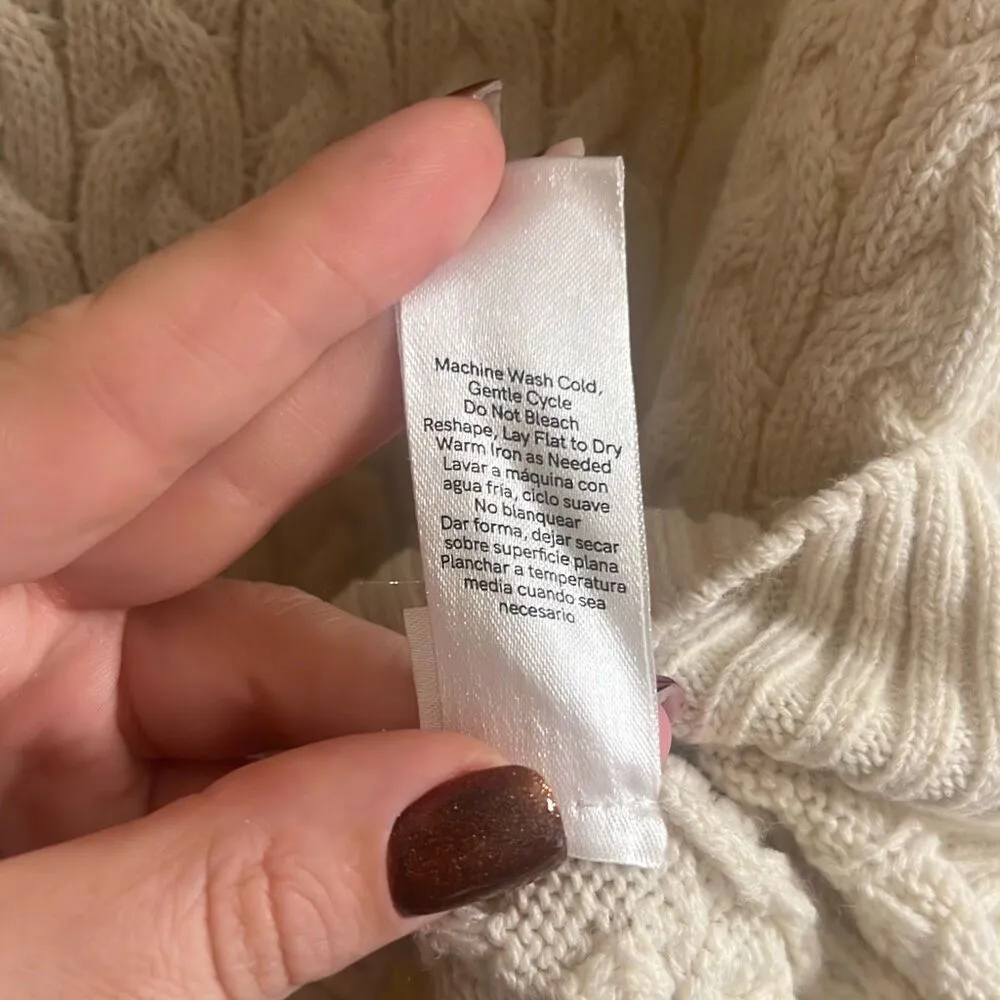 Machine Wash Cold,
Gentle Cycle
Do Not Bleach
Reshape, Lay Flat to Dry
Warm Iron as Needed
Lavar a máquina con
agua fría, ciclo suave
No blanquear
Dar forma, dejar secar
sobre superficie plana
Planchar a temperatura
media cuando sea
necesario